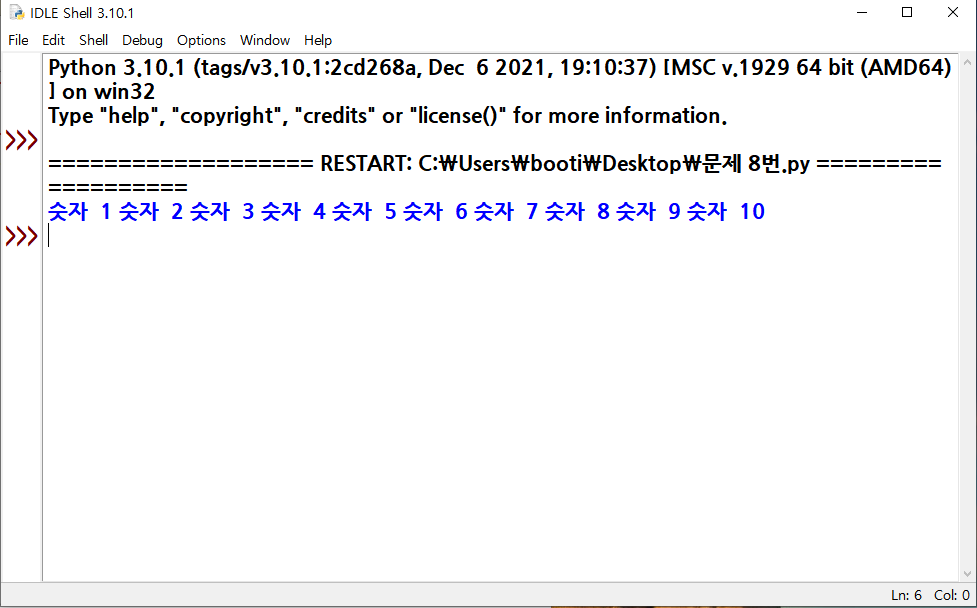 IDLE Shell 3.10.1
File Edit Shell Debug Options Window Help
Python 3.10.1 (tags/v3.10.1:2cd268a, Dec  6 2021, 19:10:37) [MSC v.1929 64 bit (AMD64)
] on win32
Type "help", "copyright", "credits" or "license()" for more information.
>>>
=================== RESTART: C:₩Users₩booti₩Desktop₩문제 8번.py =========
==========
숫자  1 숫자  2 숫자  3 숫자  4 숫자  5 숫자  6 숫자  7 숫자  8 숫자  9 숫자  10
>>>
Ln: 6 Col: 0